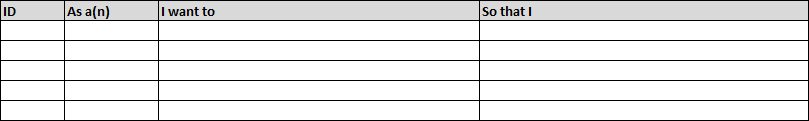 ID As a(n) I want to So that I